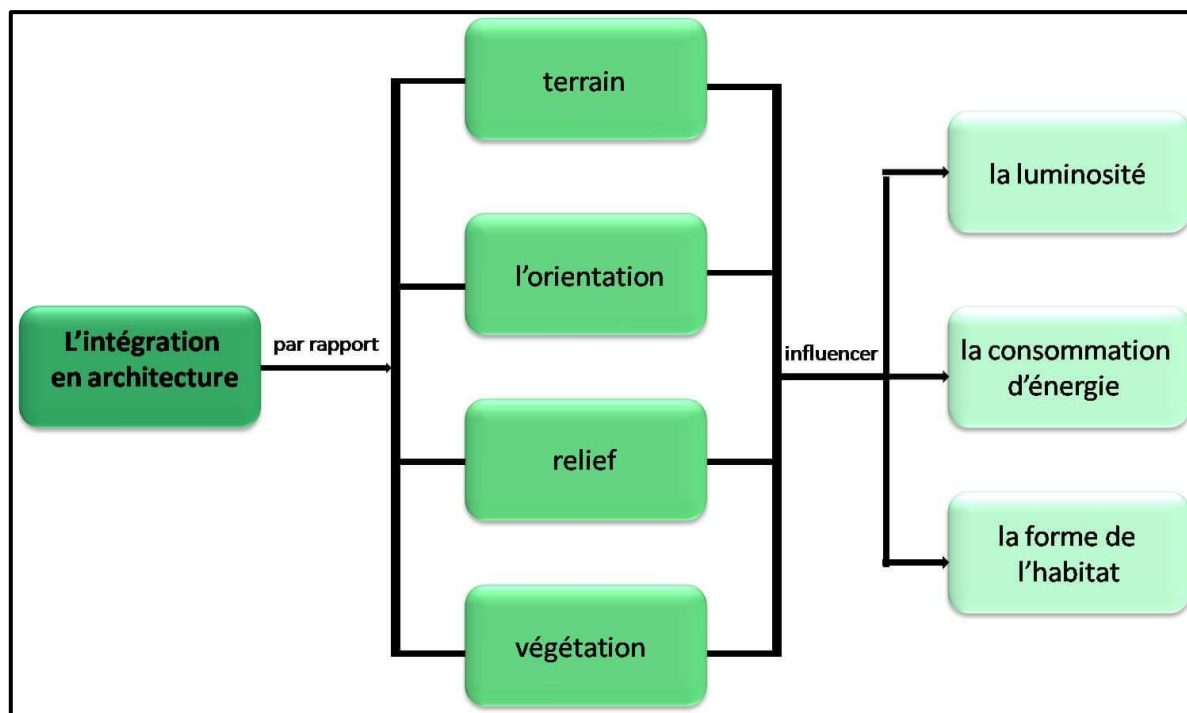 L'intégration
en architecture
par rapport
terrain
l'orientation
relief
végétation
influencer
la luminosité
la consommation
d'énergie
la forme de
l'habitat